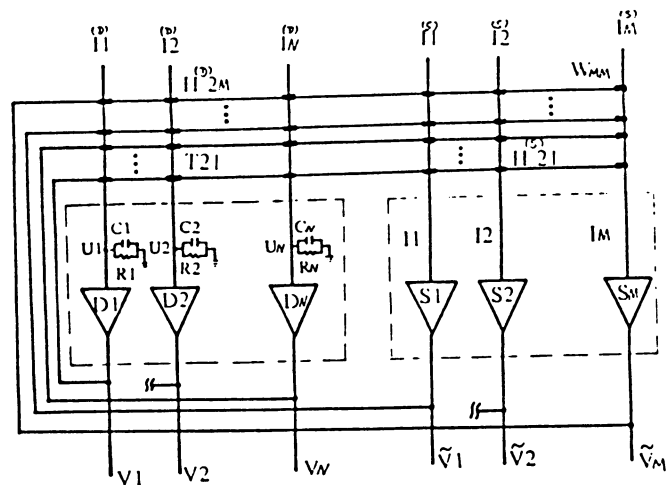 I1(D) I2(D) IN(D) I1(S) I2(S) IM(S)
H(D)2M WMM
T21 H(S)21
C1 C2 CN
U1 U2 UN I1 I2 IM
R1 R2 RN
D1 D2 DN S1 S2 SM
V1 V2 VN Ṽ1 Ṽ2 ṼM